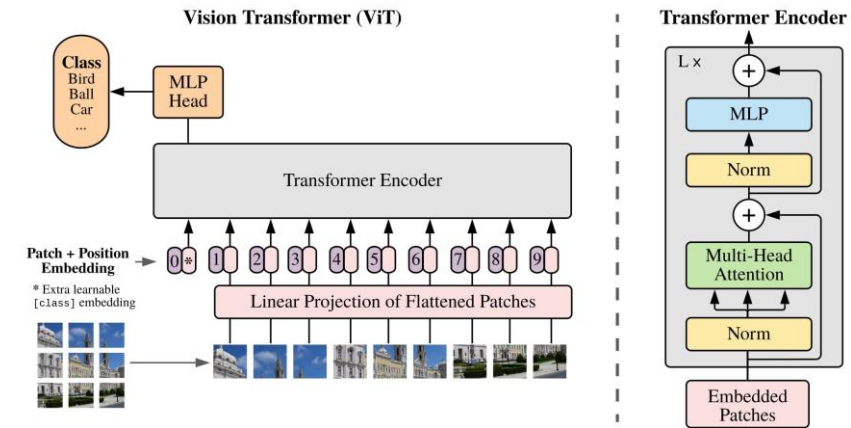 Vision Transformer (ViT)
Class
Bird
Ball
Car
...
MLP
Head
Transformer Encoder
Patch + Position
Embedding
0 * 1 2 3 4 5 6 7 8 9
* Extra learnable
[class] embedding
Linear Projection of Flattened Patches
Transformer Encoder
L ×
+
MLP
Norm
+
Multi-Head
Attention
Norm
Embedded
Patches